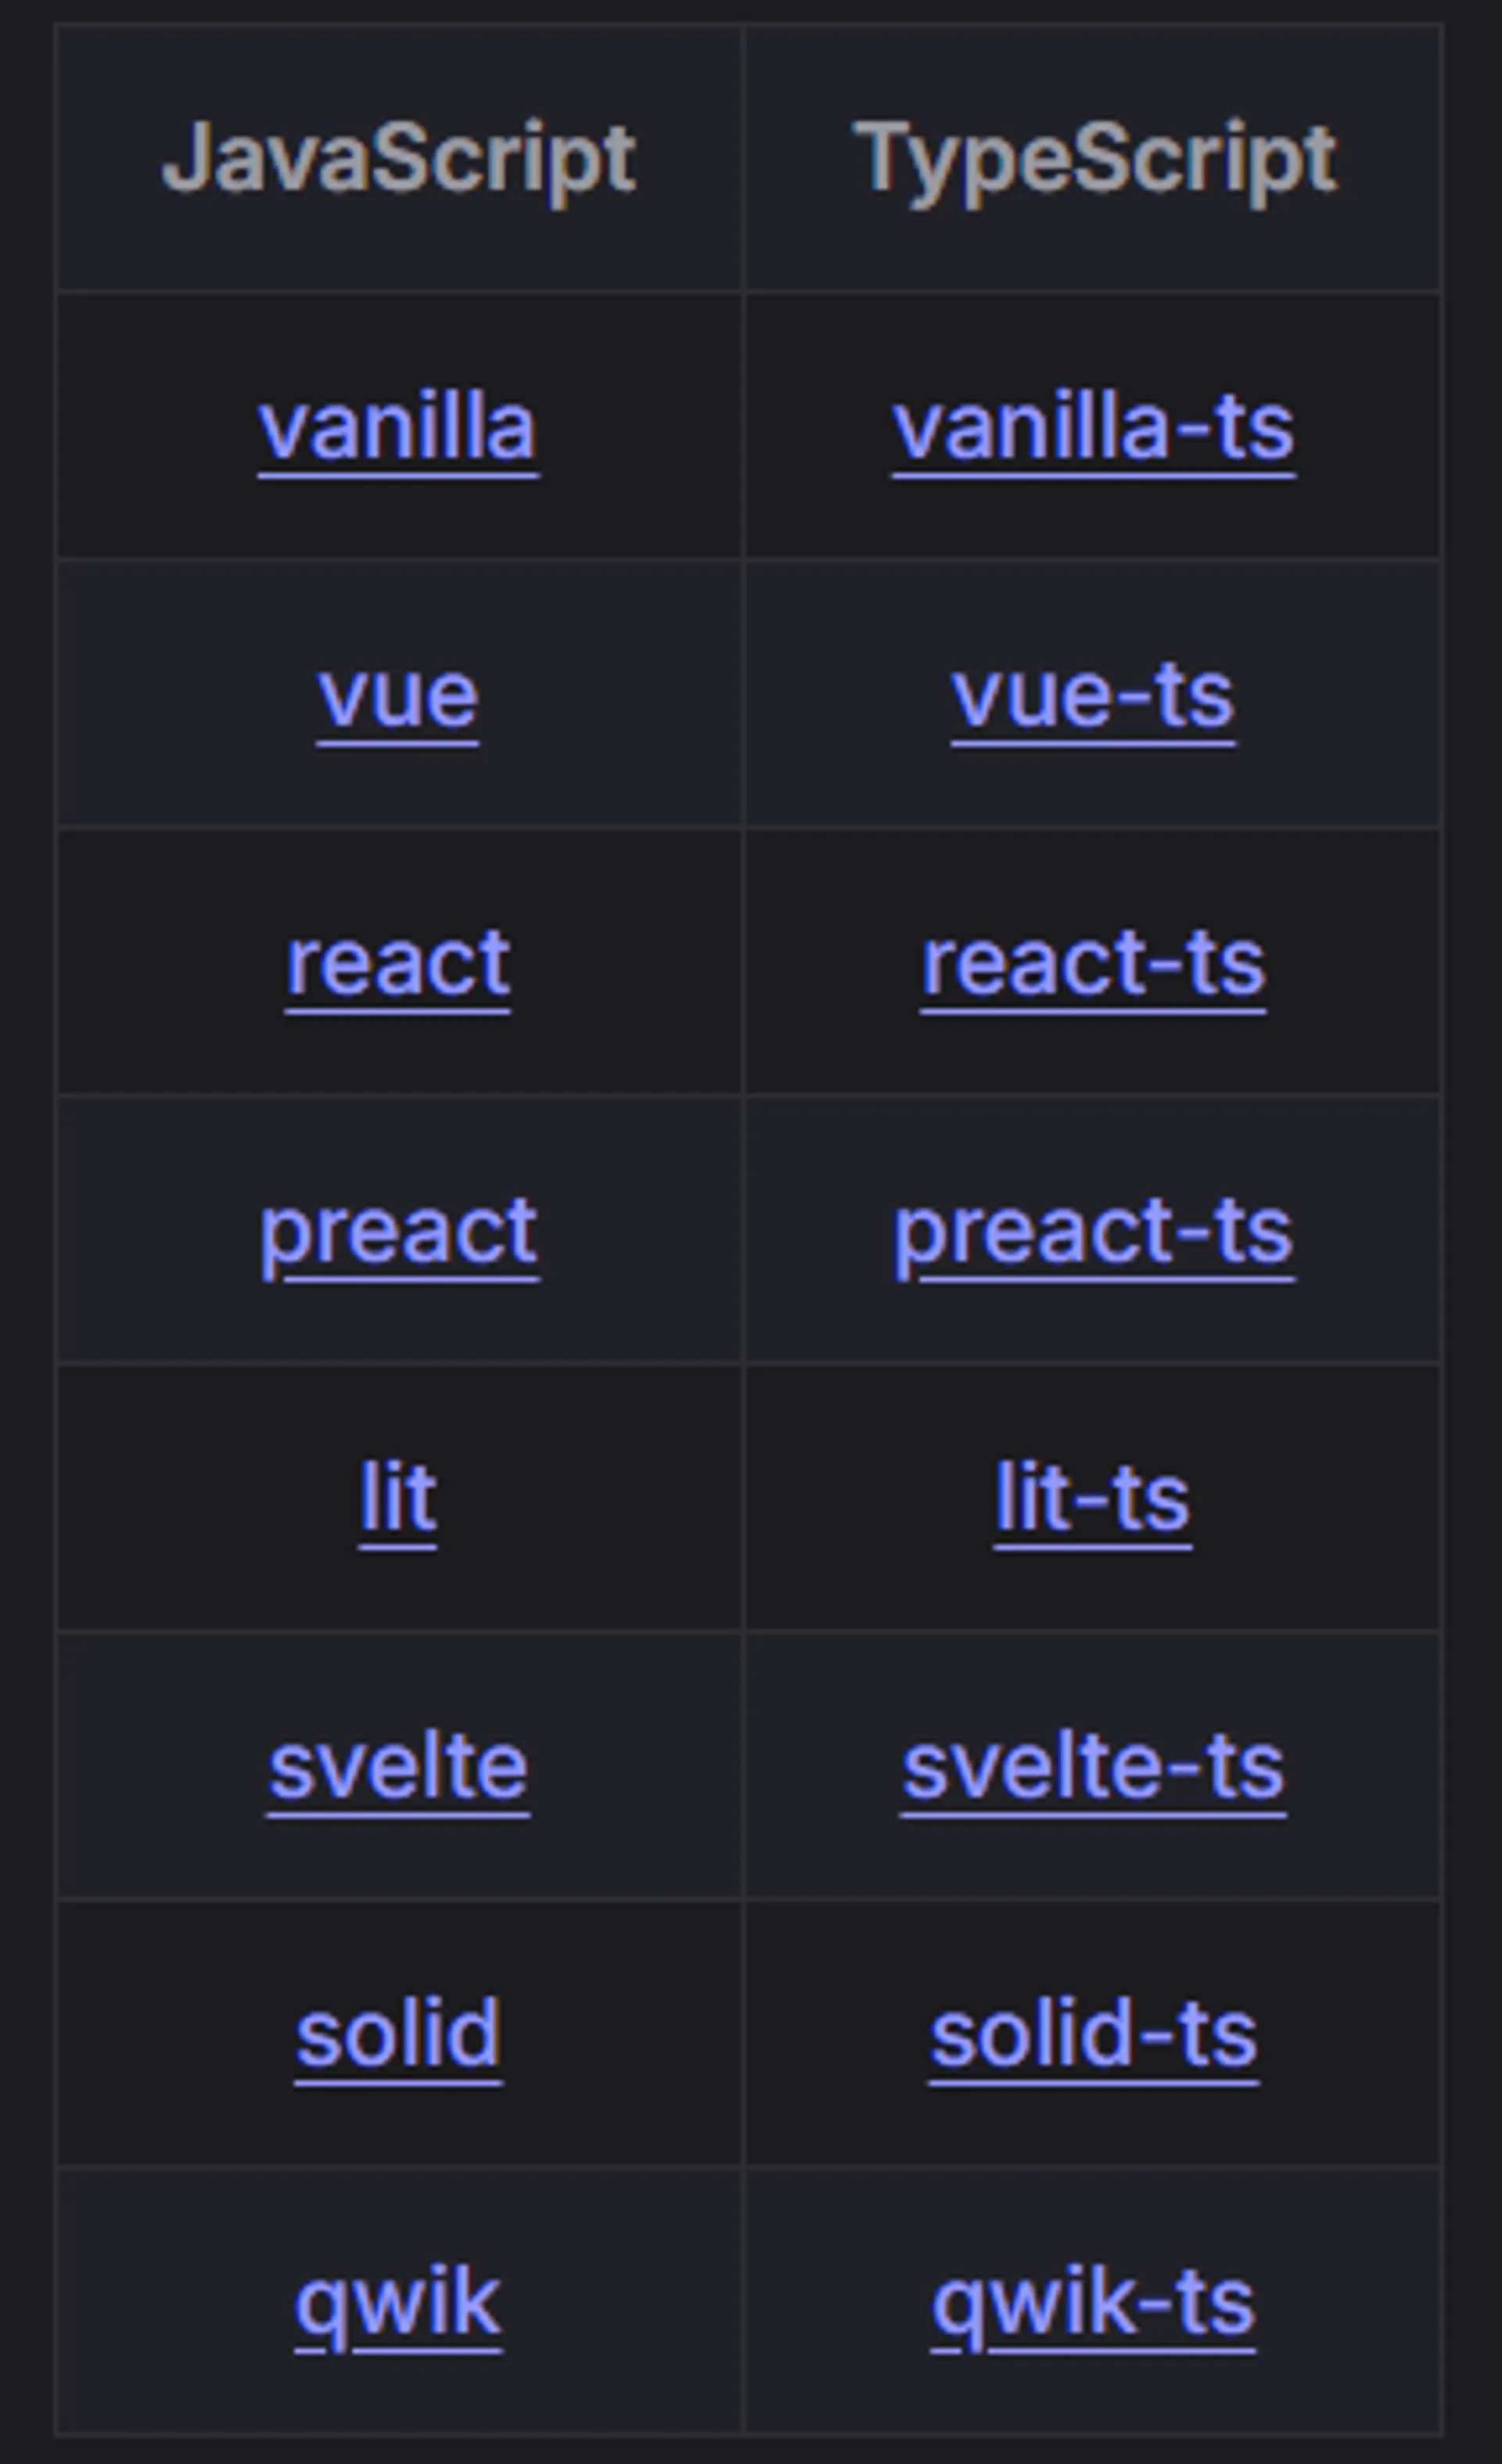 JavaScript TypeScript
vanilla vanilla-ts
vue vue-ts
react react-ts
preact preact-ts
lit lit-ts
svelte svelte-ts
solid solid-ts
qwik qwik-ts